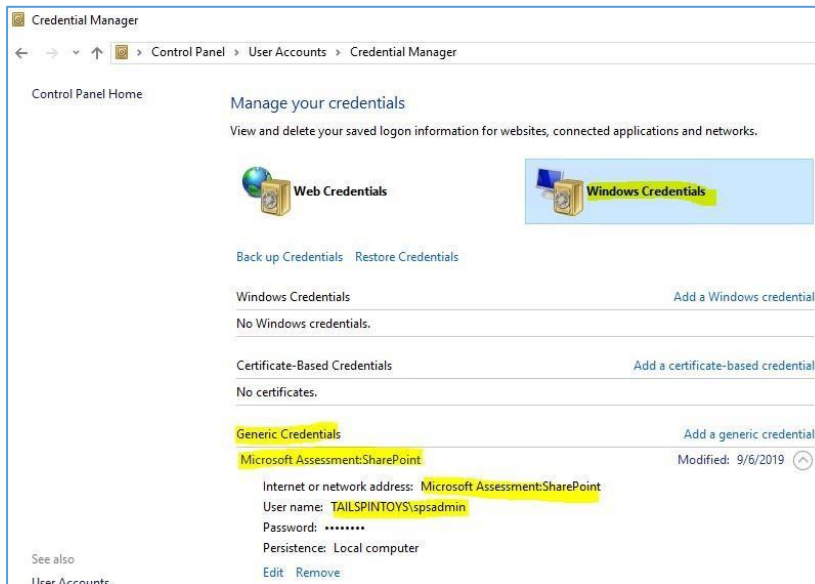 Credential Manager
Control Panel > User Accounts > Credential Manager
Control Panel Home
Manage your credentials
View and delete your saved logon information for websites, connected applications and networks.
Web Credentials
Windows Credentials
Back up Credentials Restore Credentials
Windows Credentials Add a Windows credential
No Windows credentials.
Certificate-Based Credentials Add a certificate-based credential
No certificates.
Generic Credentials Add a generic credential
Microsoft Assessment:SharePoint Modified: 9/6/2019
Internet or network address: Microsoft Assessment:SharePoint
User name: TAILSPINTOYS\spsadmin
Password: ••••••••
Persistence: Local computer
Edit Remove
See also
User Accounts